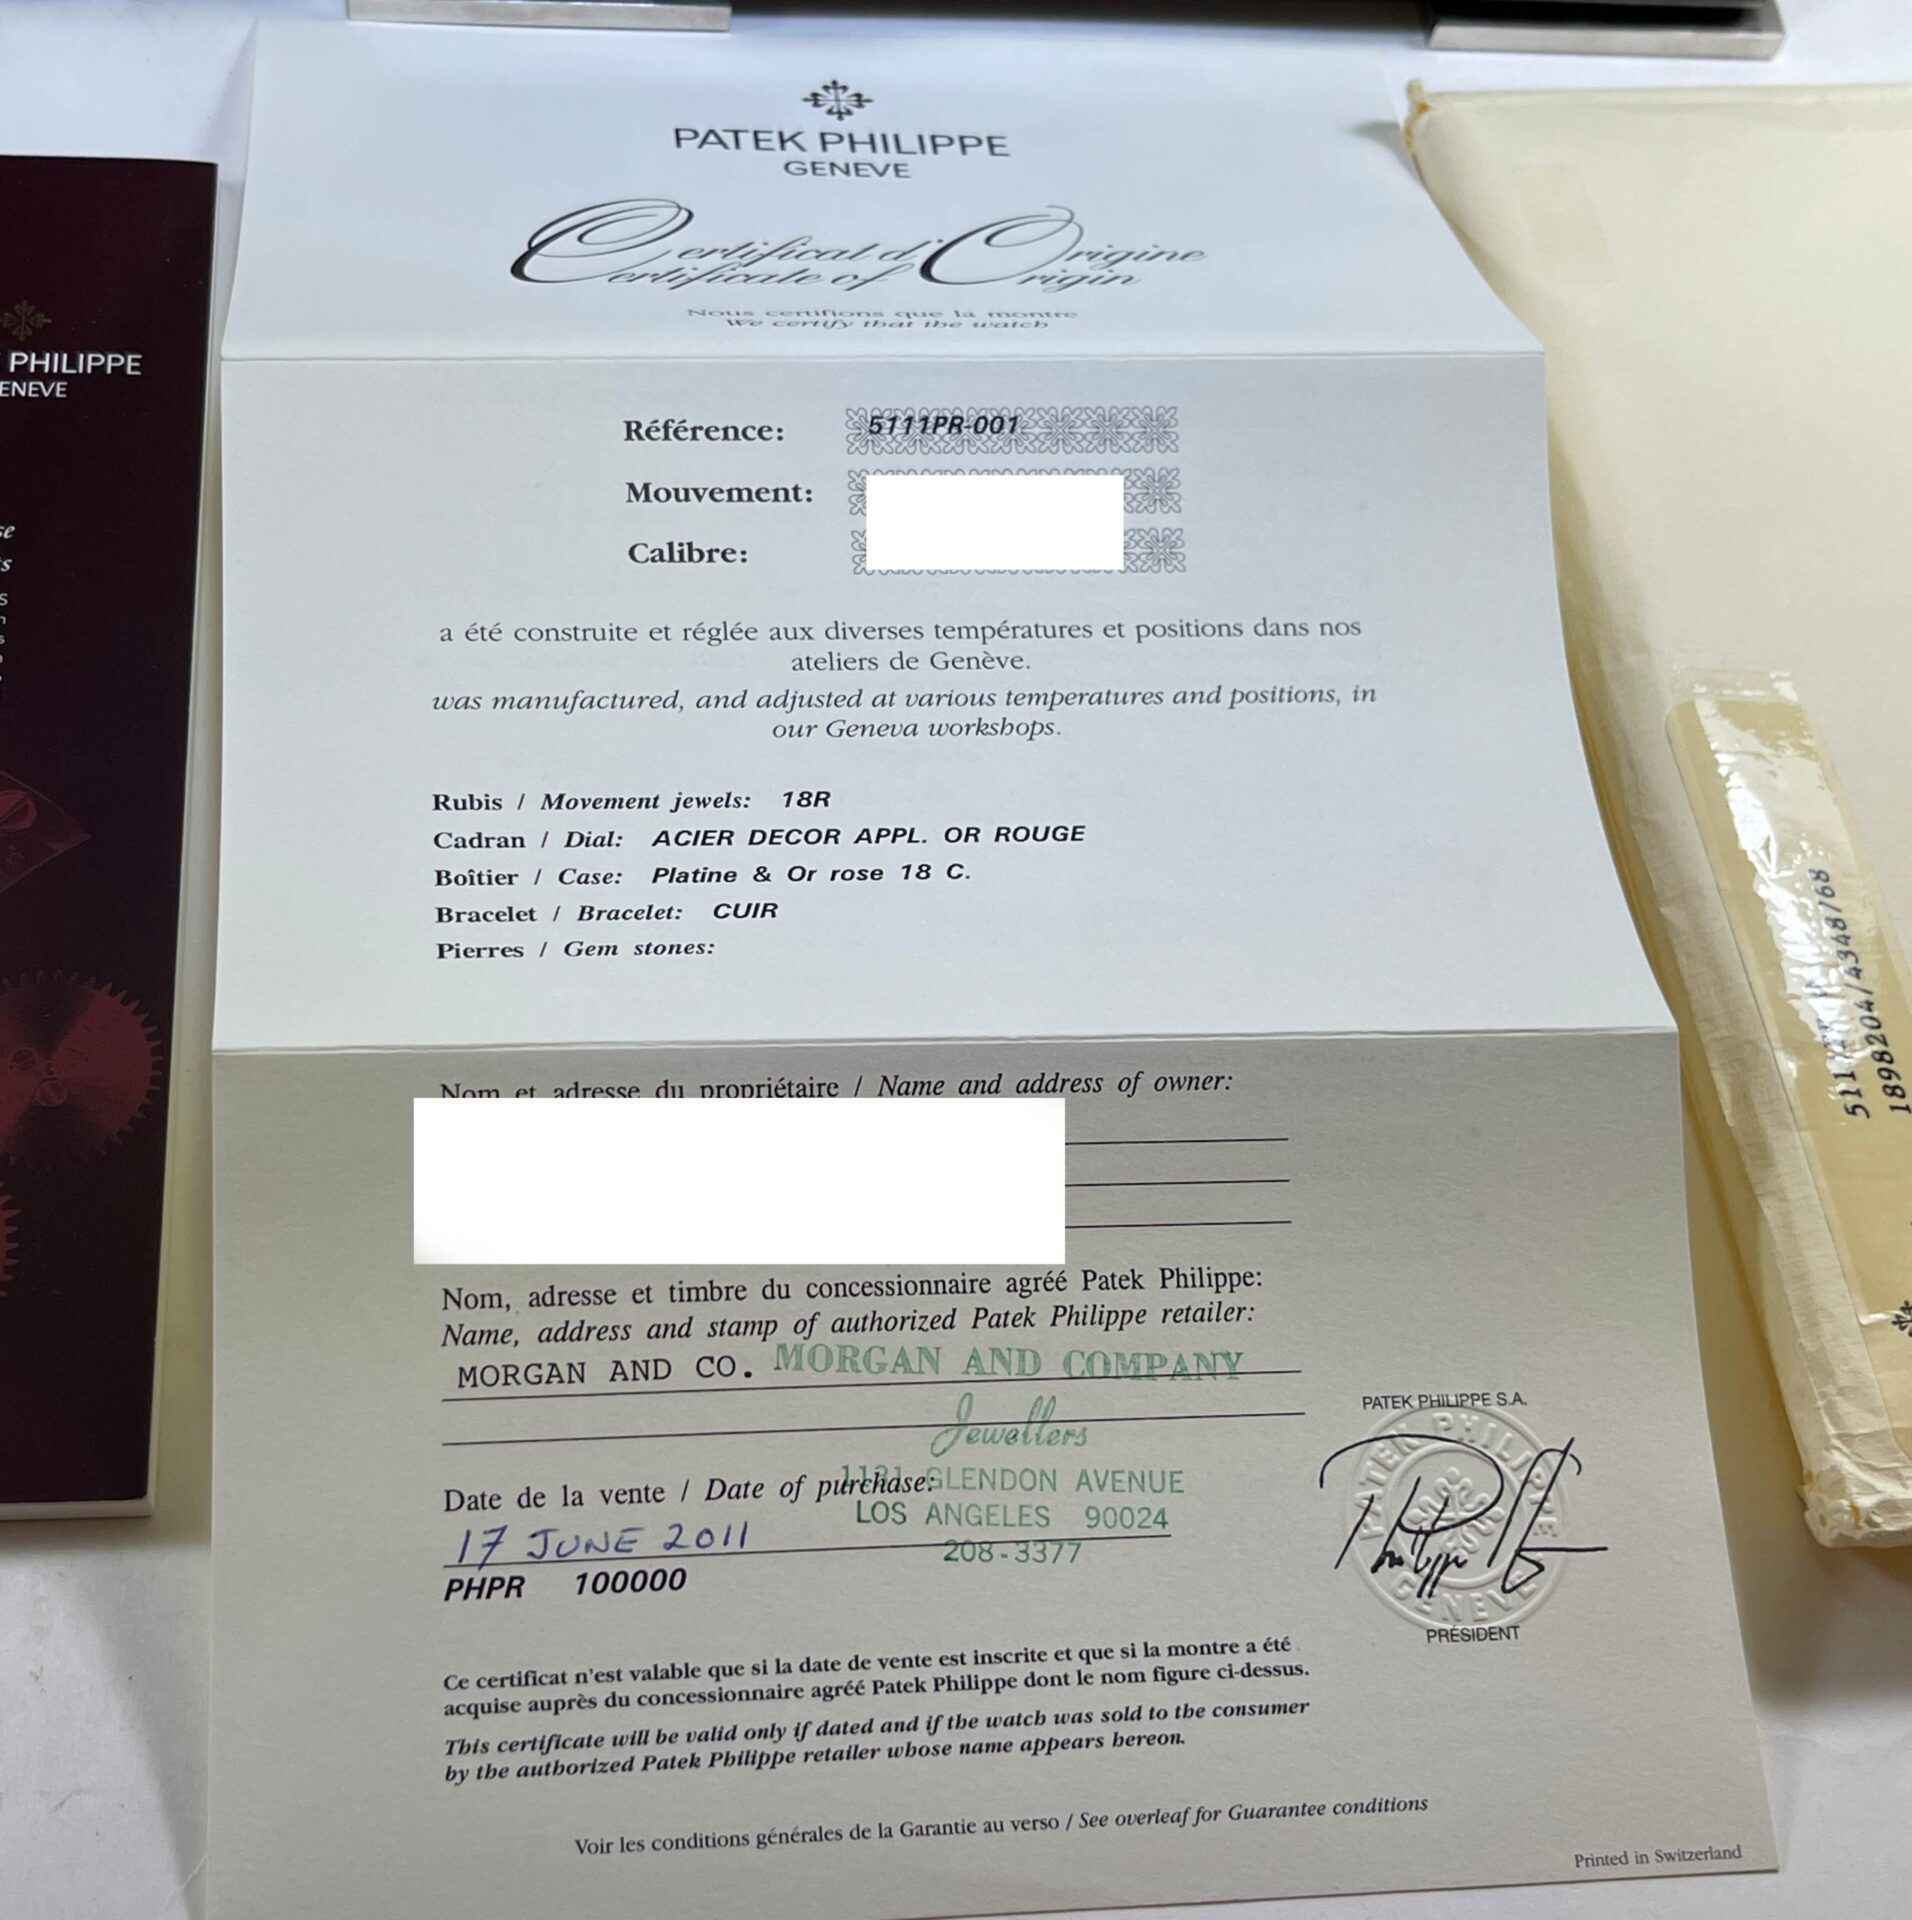 PATEK PHILIPPE
GENEVE
Certificat d'Origine
Certificate of Origin
Nous certifions que la montre
We certify that the watch
Référence: 5111PR-001
Mouvement:
Calibre:
a été construite et réglée aux diverses températures et positions dans nos
ateliers de Genève.
was manufactured, and adjusted at various temperatures and positions, in
our Geneva workshops.
Rubis / Movement jewels: 18R
Cadran / Dial: ACIER DECOR APPL. OR ROUGE
Boîtier / Case: Platine & Or rose 18 C.
Bracelet / Bracelet: CUIR
Pierres / Gem stones:
Nom et adresse du propriétaire / Name and address of owner:
Nom, adresse et timbre du concessionnaire agréé Patek Philippe:
Name, address and stamp of authorized Patek Philippe retailer:
MORGAN AND CO. MORGAN AND COMPANY
Jewellers
1131 GLENDON AVENUE
LOS ANGELES 90024
208-3377
Date de la vente / Date of purchase:
17 JUNE 2011
PHPR 100000
PATEK PHILIPPE S.A.
PATEK PHILIPPE
GENEVE
PRÉSIDENT
Ce certificat n'est valable que si la date de vente est inscrite et que si la montre a été
acquise auprès du concessionnaire agréé Patek Philippe dont le nom figure ci-dessus.
This certificate will be valid only if dated and if the watch was sold to the consumer
by the authorized Patek Philippe retailer whose name appears hereon.
Voir les conditions générales de la Garantie au verso / See overleaf for Guarantee conditions
Printed in Switzerland
PHILIPPE
ENEVE
1898204/4348/68